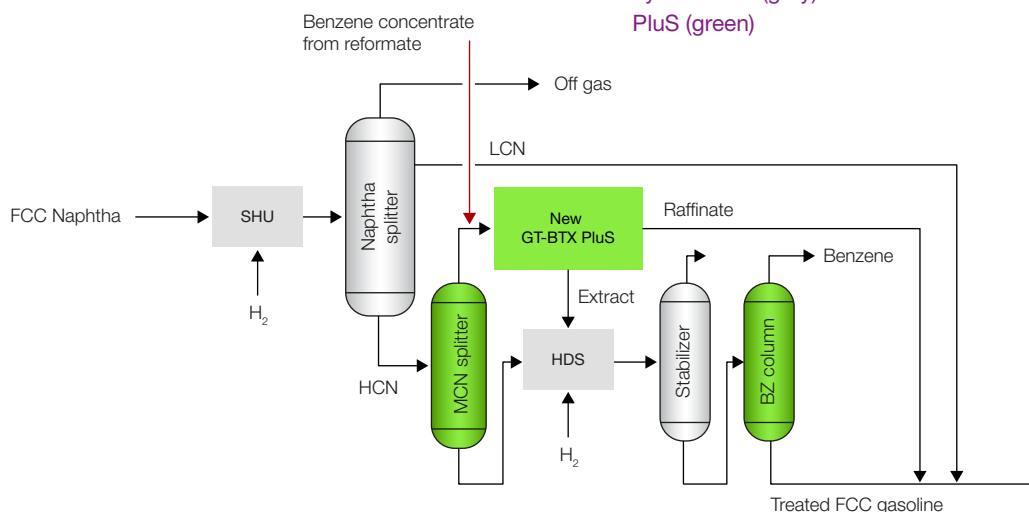 PluS (green)
Benzene concentrate
from reformate
Off gas
LCN
FCC Naphtha
SHU
Naphtha
splitter
New
GT-BTX PluS
Raffinate
H2
HCN
MCN splitter
Extract
HDS
H2
Stabilizer
BZ column
Benzene
Treated FCC gasoline